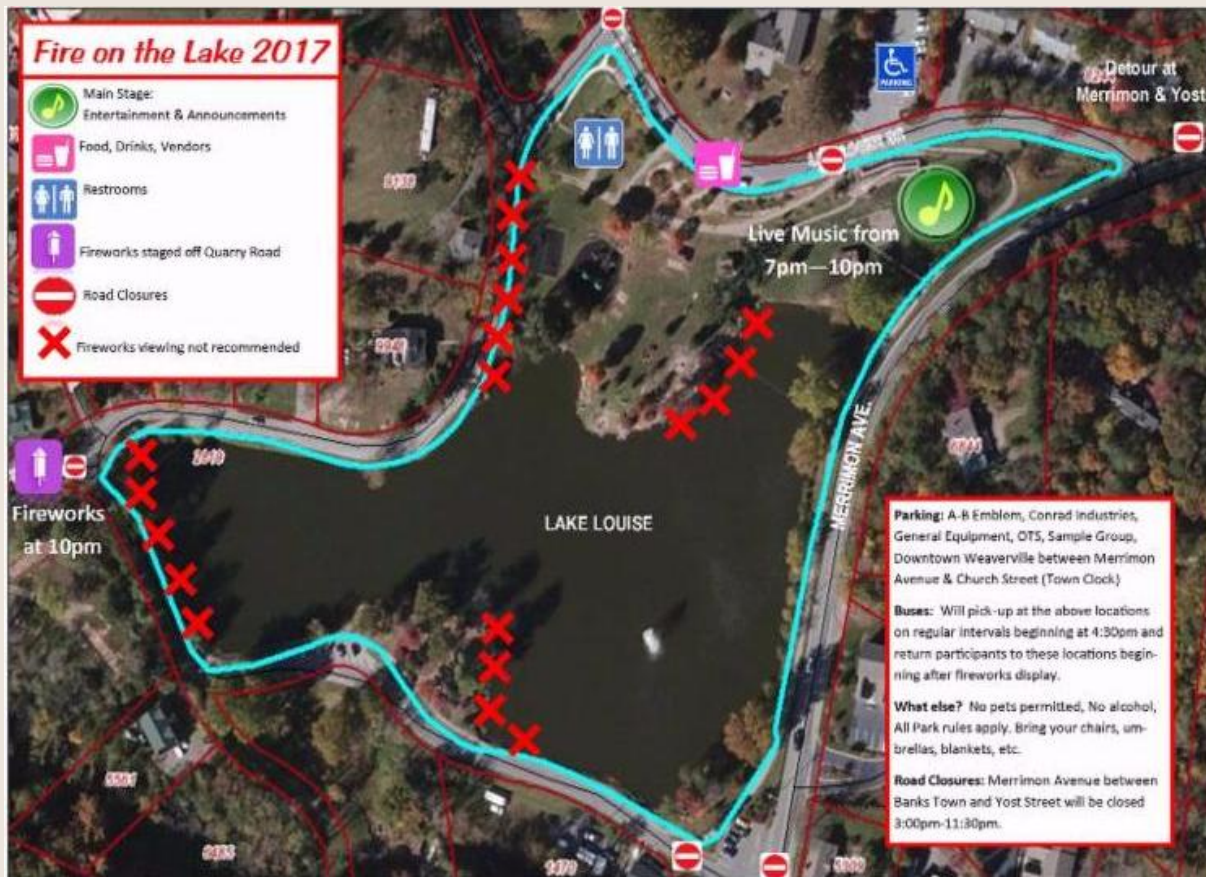 Fire on the Lake 2017
Main Stage:
Entertainment & Announcements
Food, Drinks, Vendors
Restrooms
Fireworks staged off Quarry Road
Road Closures
Fireworks viewing not recommended
PARKING
Detour at
Merrimon & Yost
Live Music from
7pm—10pm
Fireworks
at 10pm
LAKE LOUISE
MERRIMON AVE.
Parking: A-B Emblem, Conrad Industries,
General Equipment, OTS, Sample Group,
Downtown Weaverville between Merrimon
Avenue & Church Street (Town Clock)
Buses: Will pick-up at the above locations
on regular intervals beginning at 4:30pm and
return participants to these locations begin-
ning after fireworks display.
What else? No pets permitted, No alcohol,
All Park rules apply. Bring your chairs, um-
brellas, blankets, etc.
Road Closures: Merrimon Avenue between
Banks Town and Yost Street will be closed
3:00pm-11:30pm.